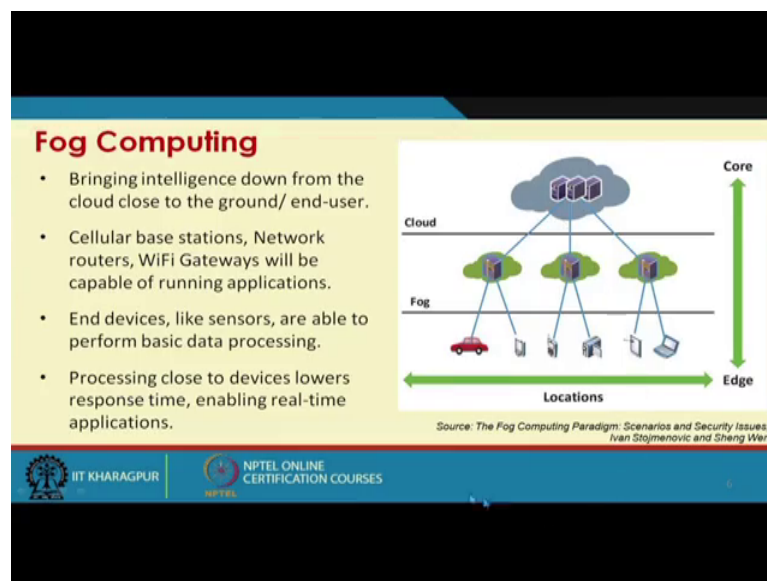 Fog Computing
• Bringing intelligence down from the
cloud close to the ground/ end-user.
• Cellular base stations, Network
routers, WiFi Gateways will be
capable of running applications.
• End devices, like sensors, are able to
perform basic data processing.
• Processing close to devices lowers
response time, enabling real-time
applications.
Core
Cloud
Fog
Edge
Locations
Source: The Fog Computing Paradigm: Scenarios and Security Issues,
Ivan Stojmenovic and Sheng Wen
IIT KHARAGPUR
NPTEL
NPTEL ONLINE
CERTIFICATION COURSES
6